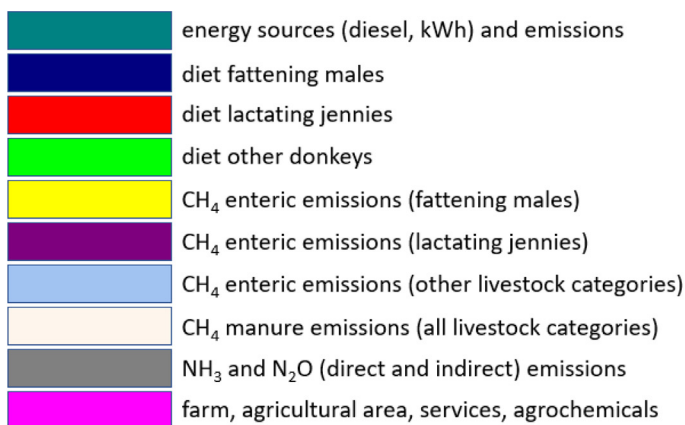 energy sources (diesel, kWh) and emissions
diet fattening males
diet lactating jennies
diet other donkeys
CH₄ enteric emissions (fattening males)
CH₄ enteric emissions (lactating jennies)
CH₄ enteric emissions (other livestock categories)
CH₄ manure emissions (all livestock categories)
NH₃ and N₂O (direct and indirect) emissions
farm, agricultural area, services, agrochemicals